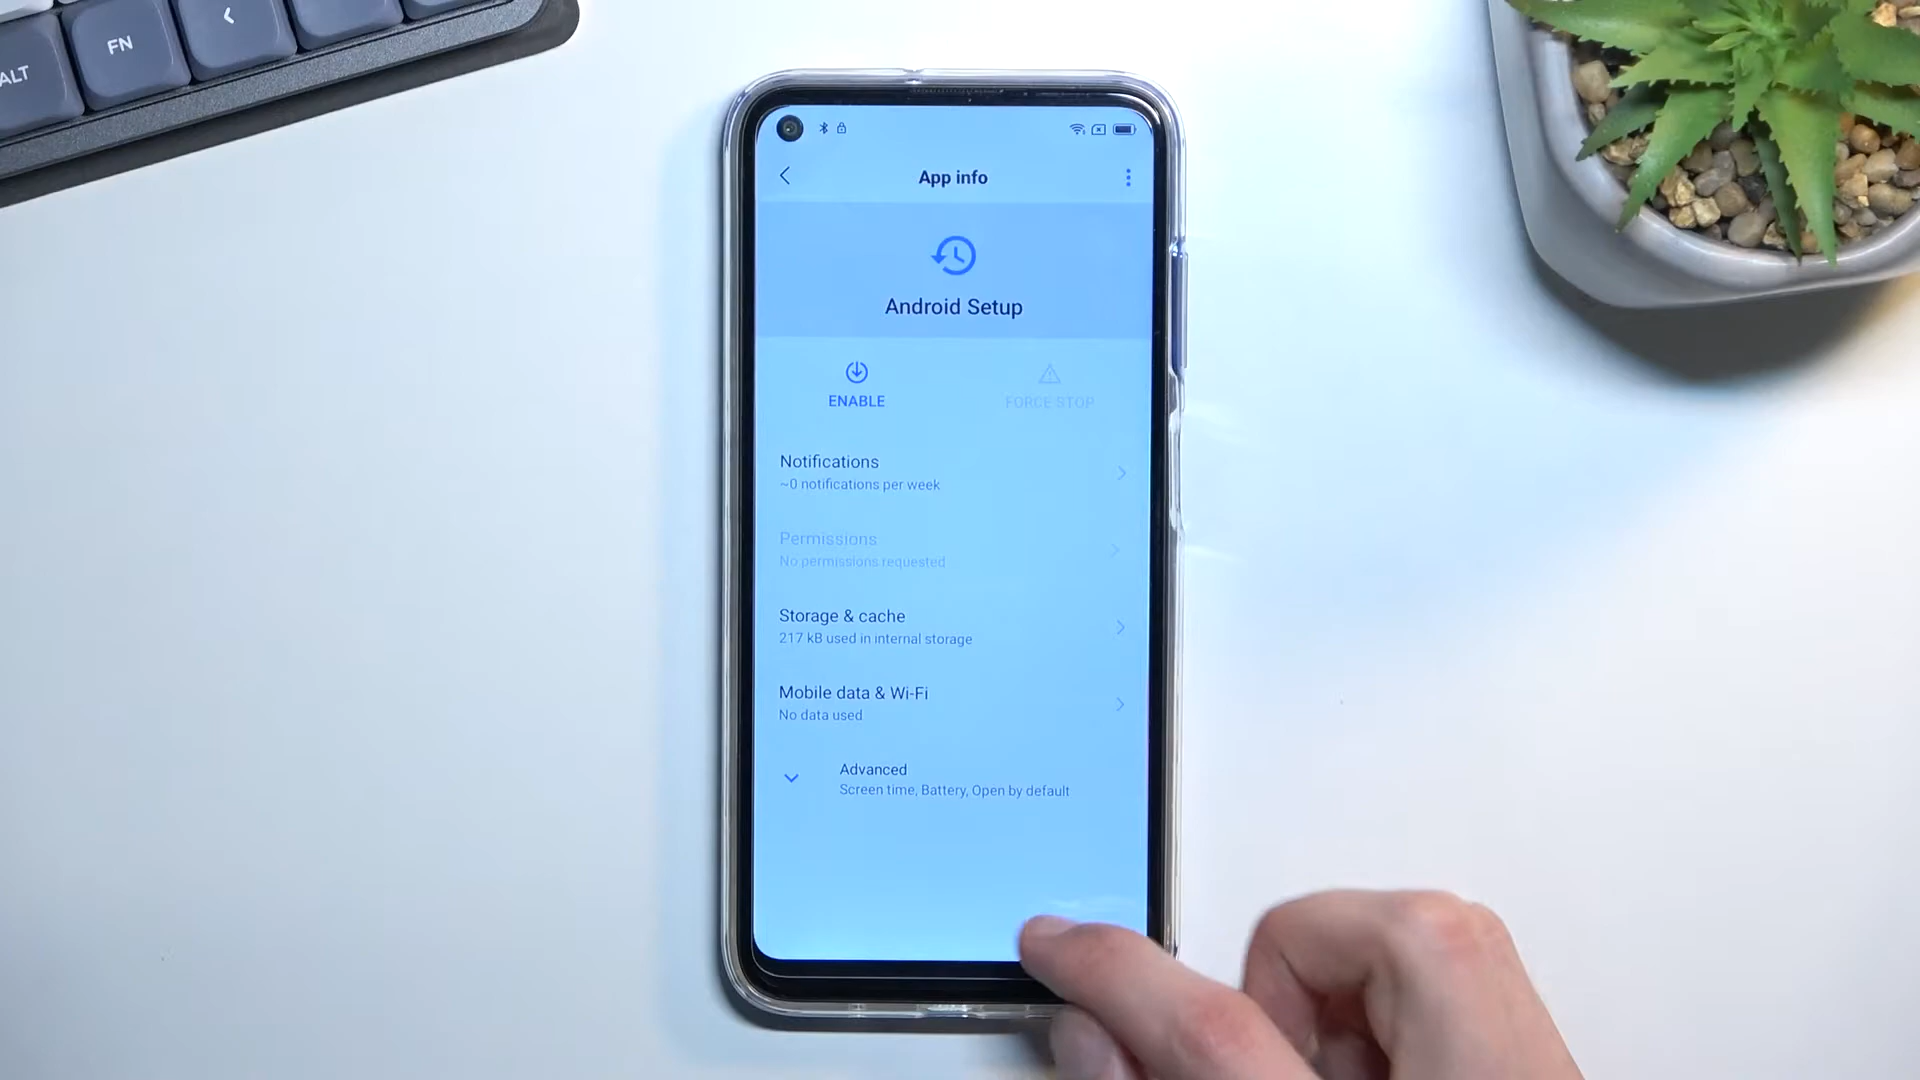 FN
ALT
App info
Android Setup
ENABLE
FORCE STOP
Notifications
~0 notifications per week
Permissions
No permissions requested
Storage & cache
217 kB used in internal storage
Mobile data & Wi-Fi
No data used
Advanced
Screen time, Battery, Open by default